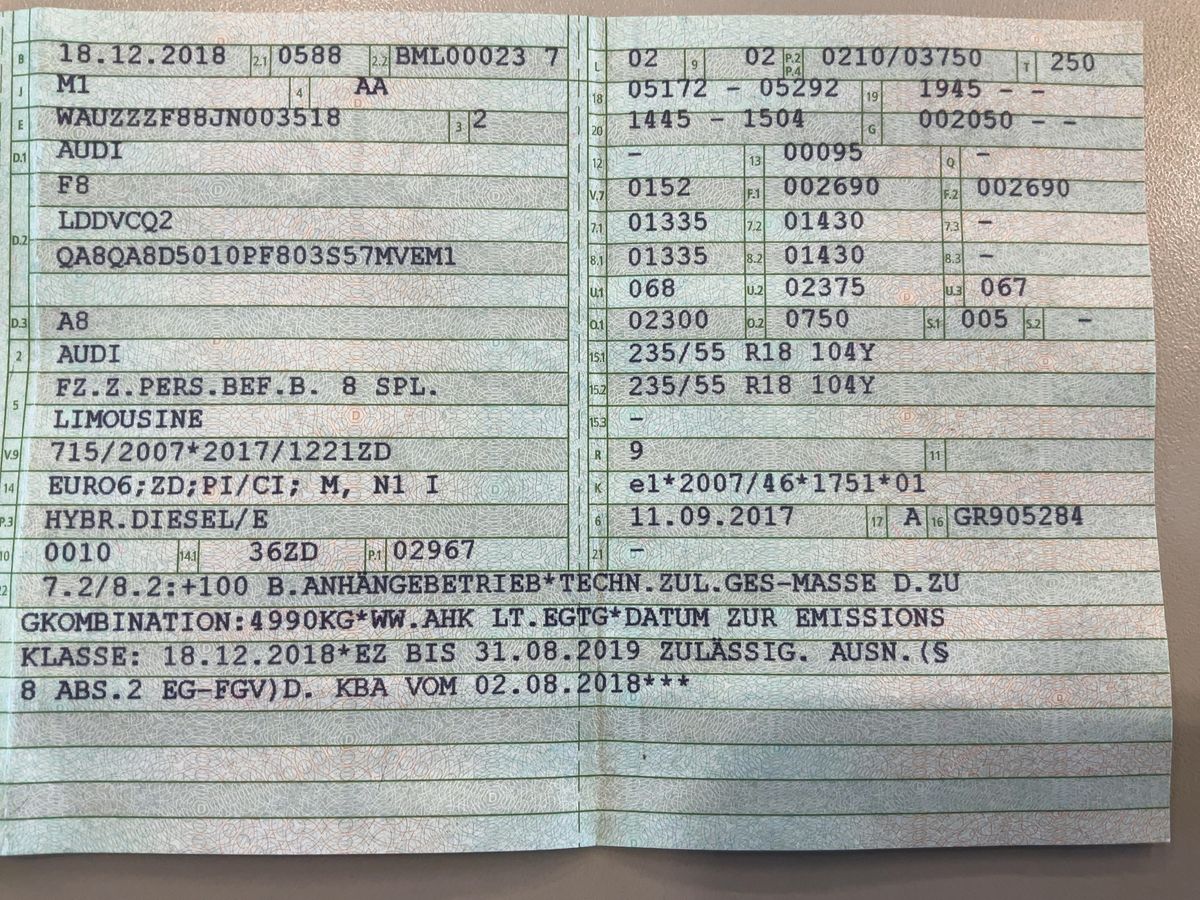 B 18.12.2018 2.1 0588 2.2 BML00023 7
J M1 4 AA
E WAUZZZF88JN003518 3 2
D.1 AUDI
F8
D.2 LDDVCQ2
QA8QA8D5010PF803S57MVEM1
D.3 A8
2 AUDI
5 FZ.Z.PERS.BEF.B. 8 SPL.
LIMOUSINE
V.9 715/2007*2017/1221ZD
14 EURO6;ZD;PI/CI; M, N1 I
P.3 HYBR.DIESEL/E
10 0010 14.1 36ZD P.1 02967
L 02 9 02 P.2 P.4 0210/03750 T 250
18 05172 - 05292 19 1945 - -
20 1445 - 1504 G 002050 - -
12 - 13 00095 Q -
V.7 0152 F.1 002690 F.2 002690
7.1 01335 7.2 01430 7.3 -
8.1 01335 8.2 01430 8.3 -
U.1 068 U.2 02375 U.3 067
O.1 02300 O.2 0750 S.1 005 S.2 -
15.1 235/55 R18 104Y
15.2 235/55 R18 104Y
15.3 -
R 9 11
K e1*2007/46*1751*01
6 11.09.2017 17 A 16 GR905284
21 -
22 7.2/8.2:+100 B.ANHÄNGEBETRIEB*TECHN.ZUL.GES-MASSE D.ZU
GKOMBINATION:4990KG*WW.AHK LT.EGTG*DATUM ZUR EMISSIONS
KLASSE: 18.12.2018*EZ BIS 31.08.2019 ZULÄSSIG. AUSN.(§
8 ABS.2 EG-FGV)D. KBA VOM 02.08.2018***